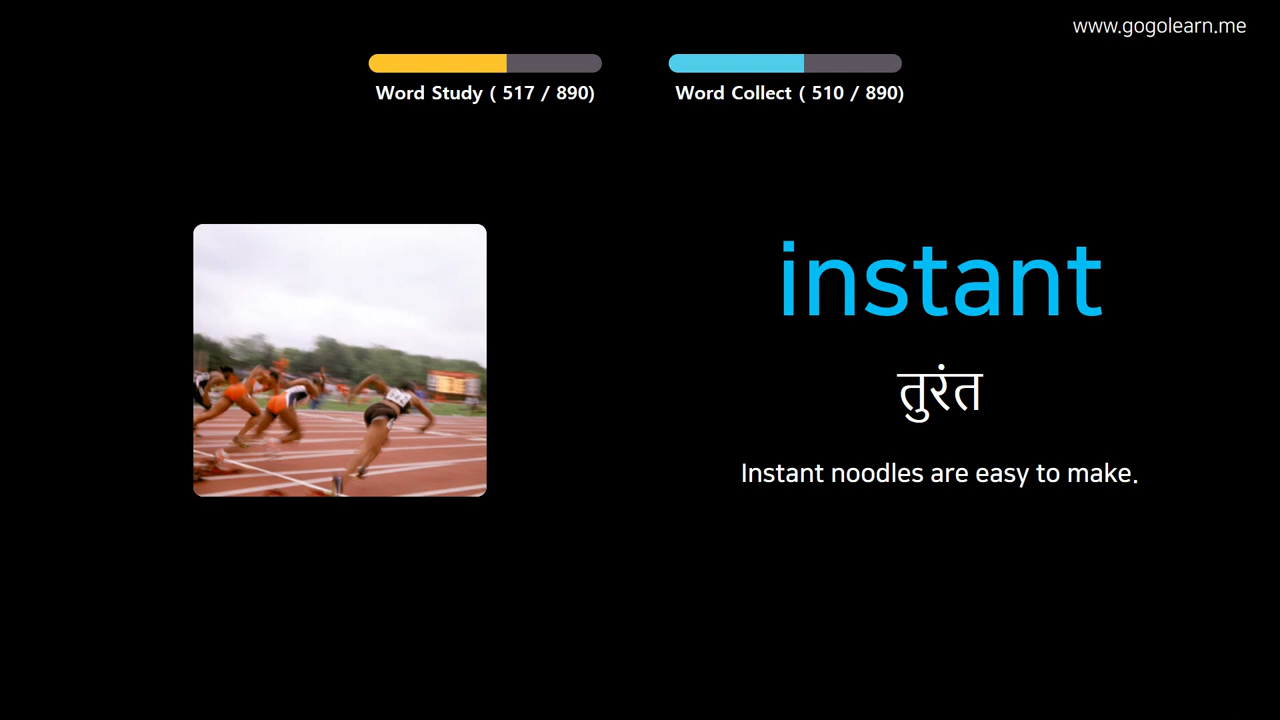 www.gogolearn.me
Word Study ( 517 / 890)
Word Collect ( 510 / 890)
instant
तुरंत
Instant noodles are easy to make.